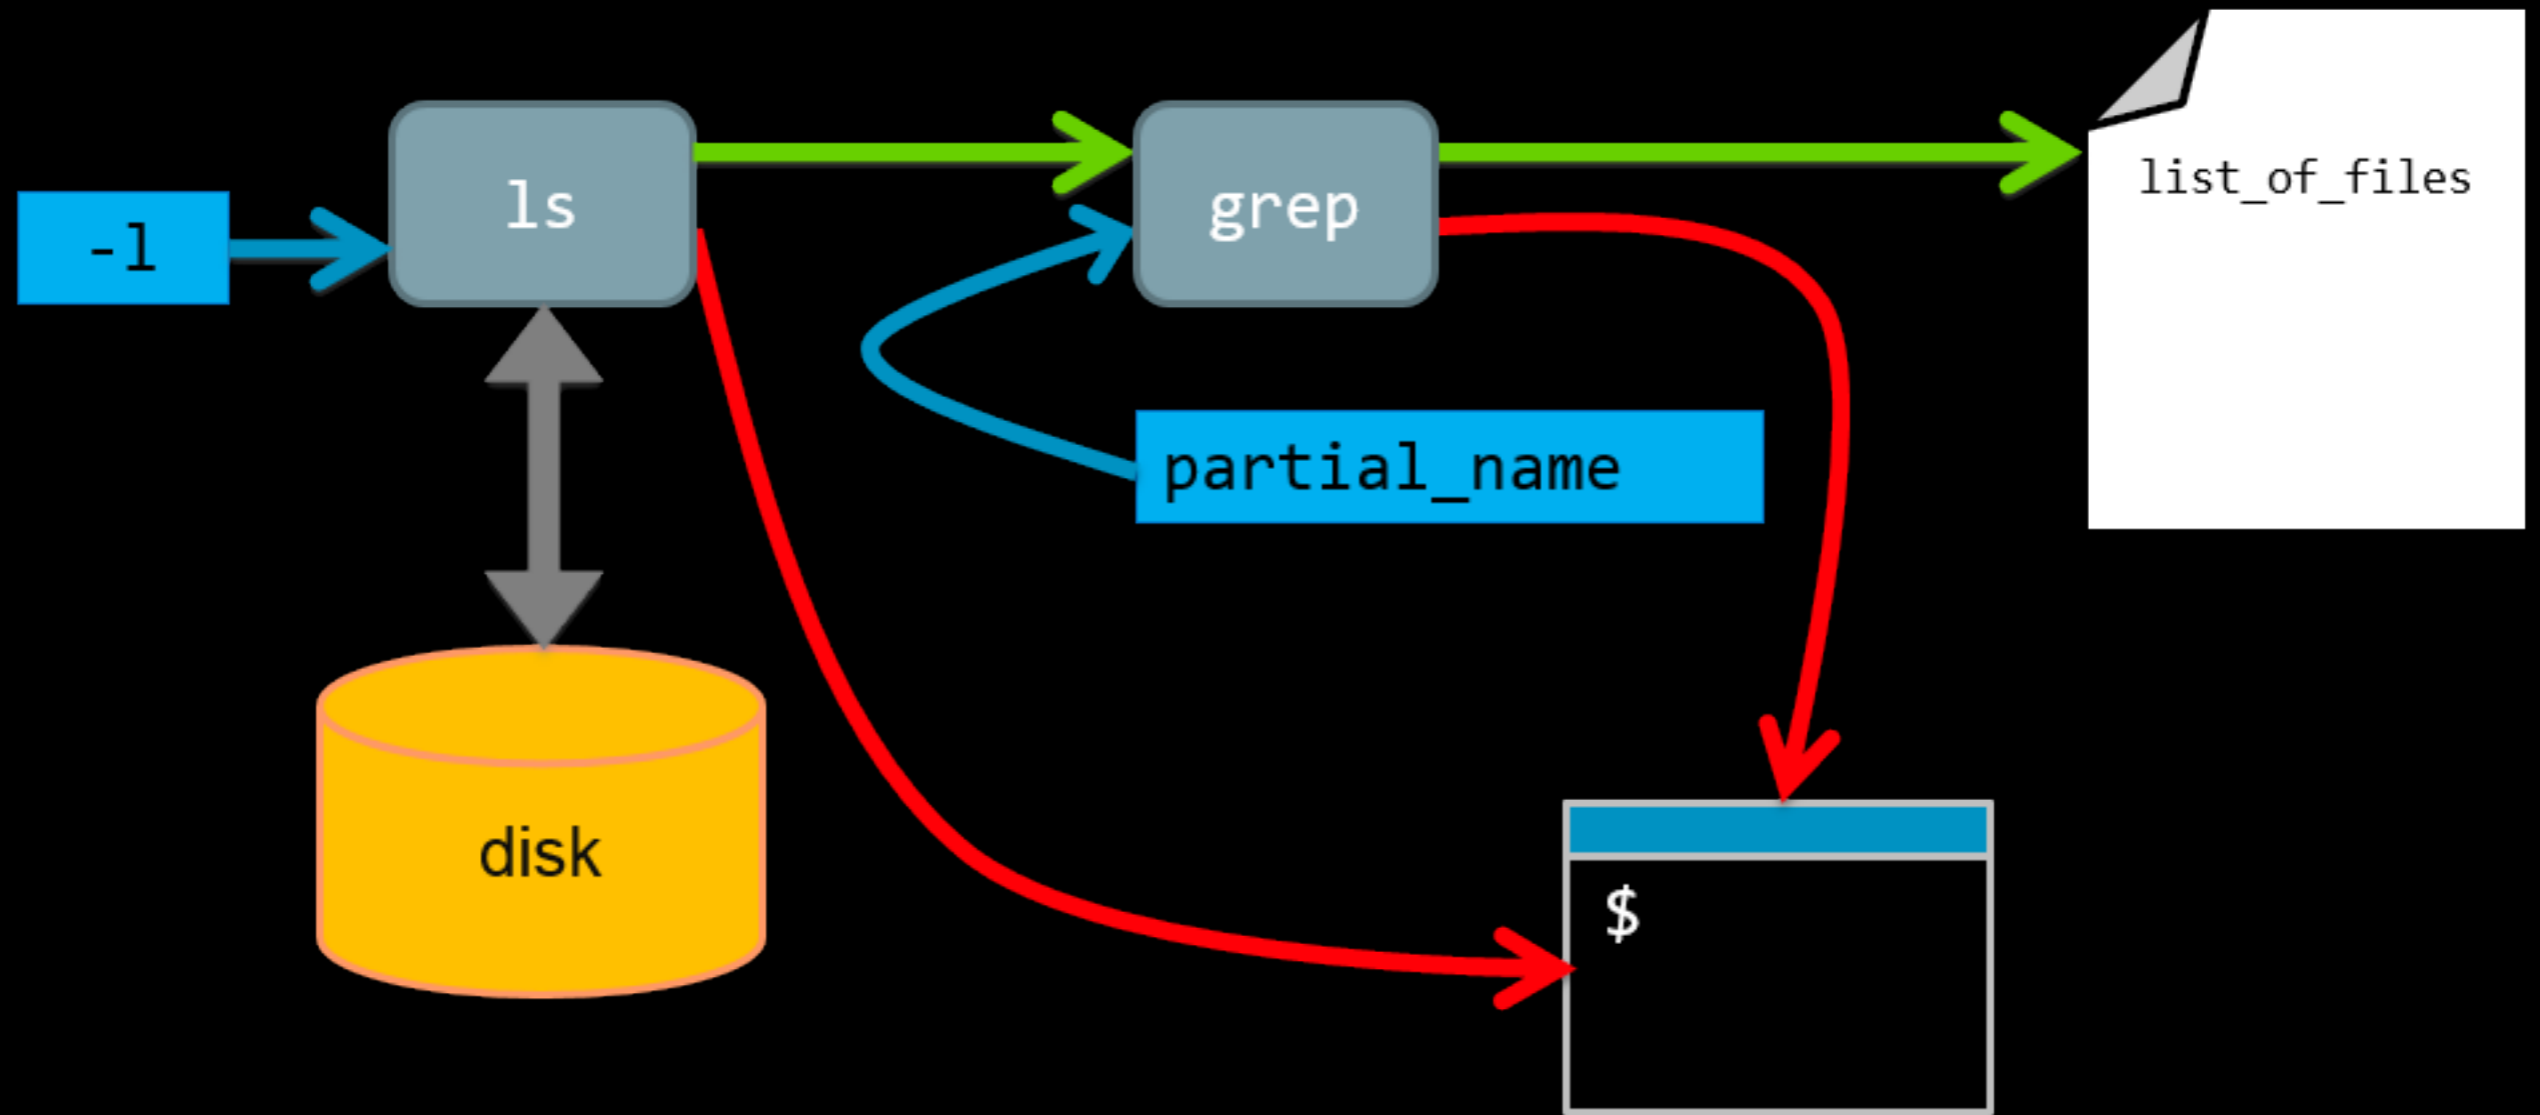 -l
ls
grep
list_of_files
partial_name
disk
$